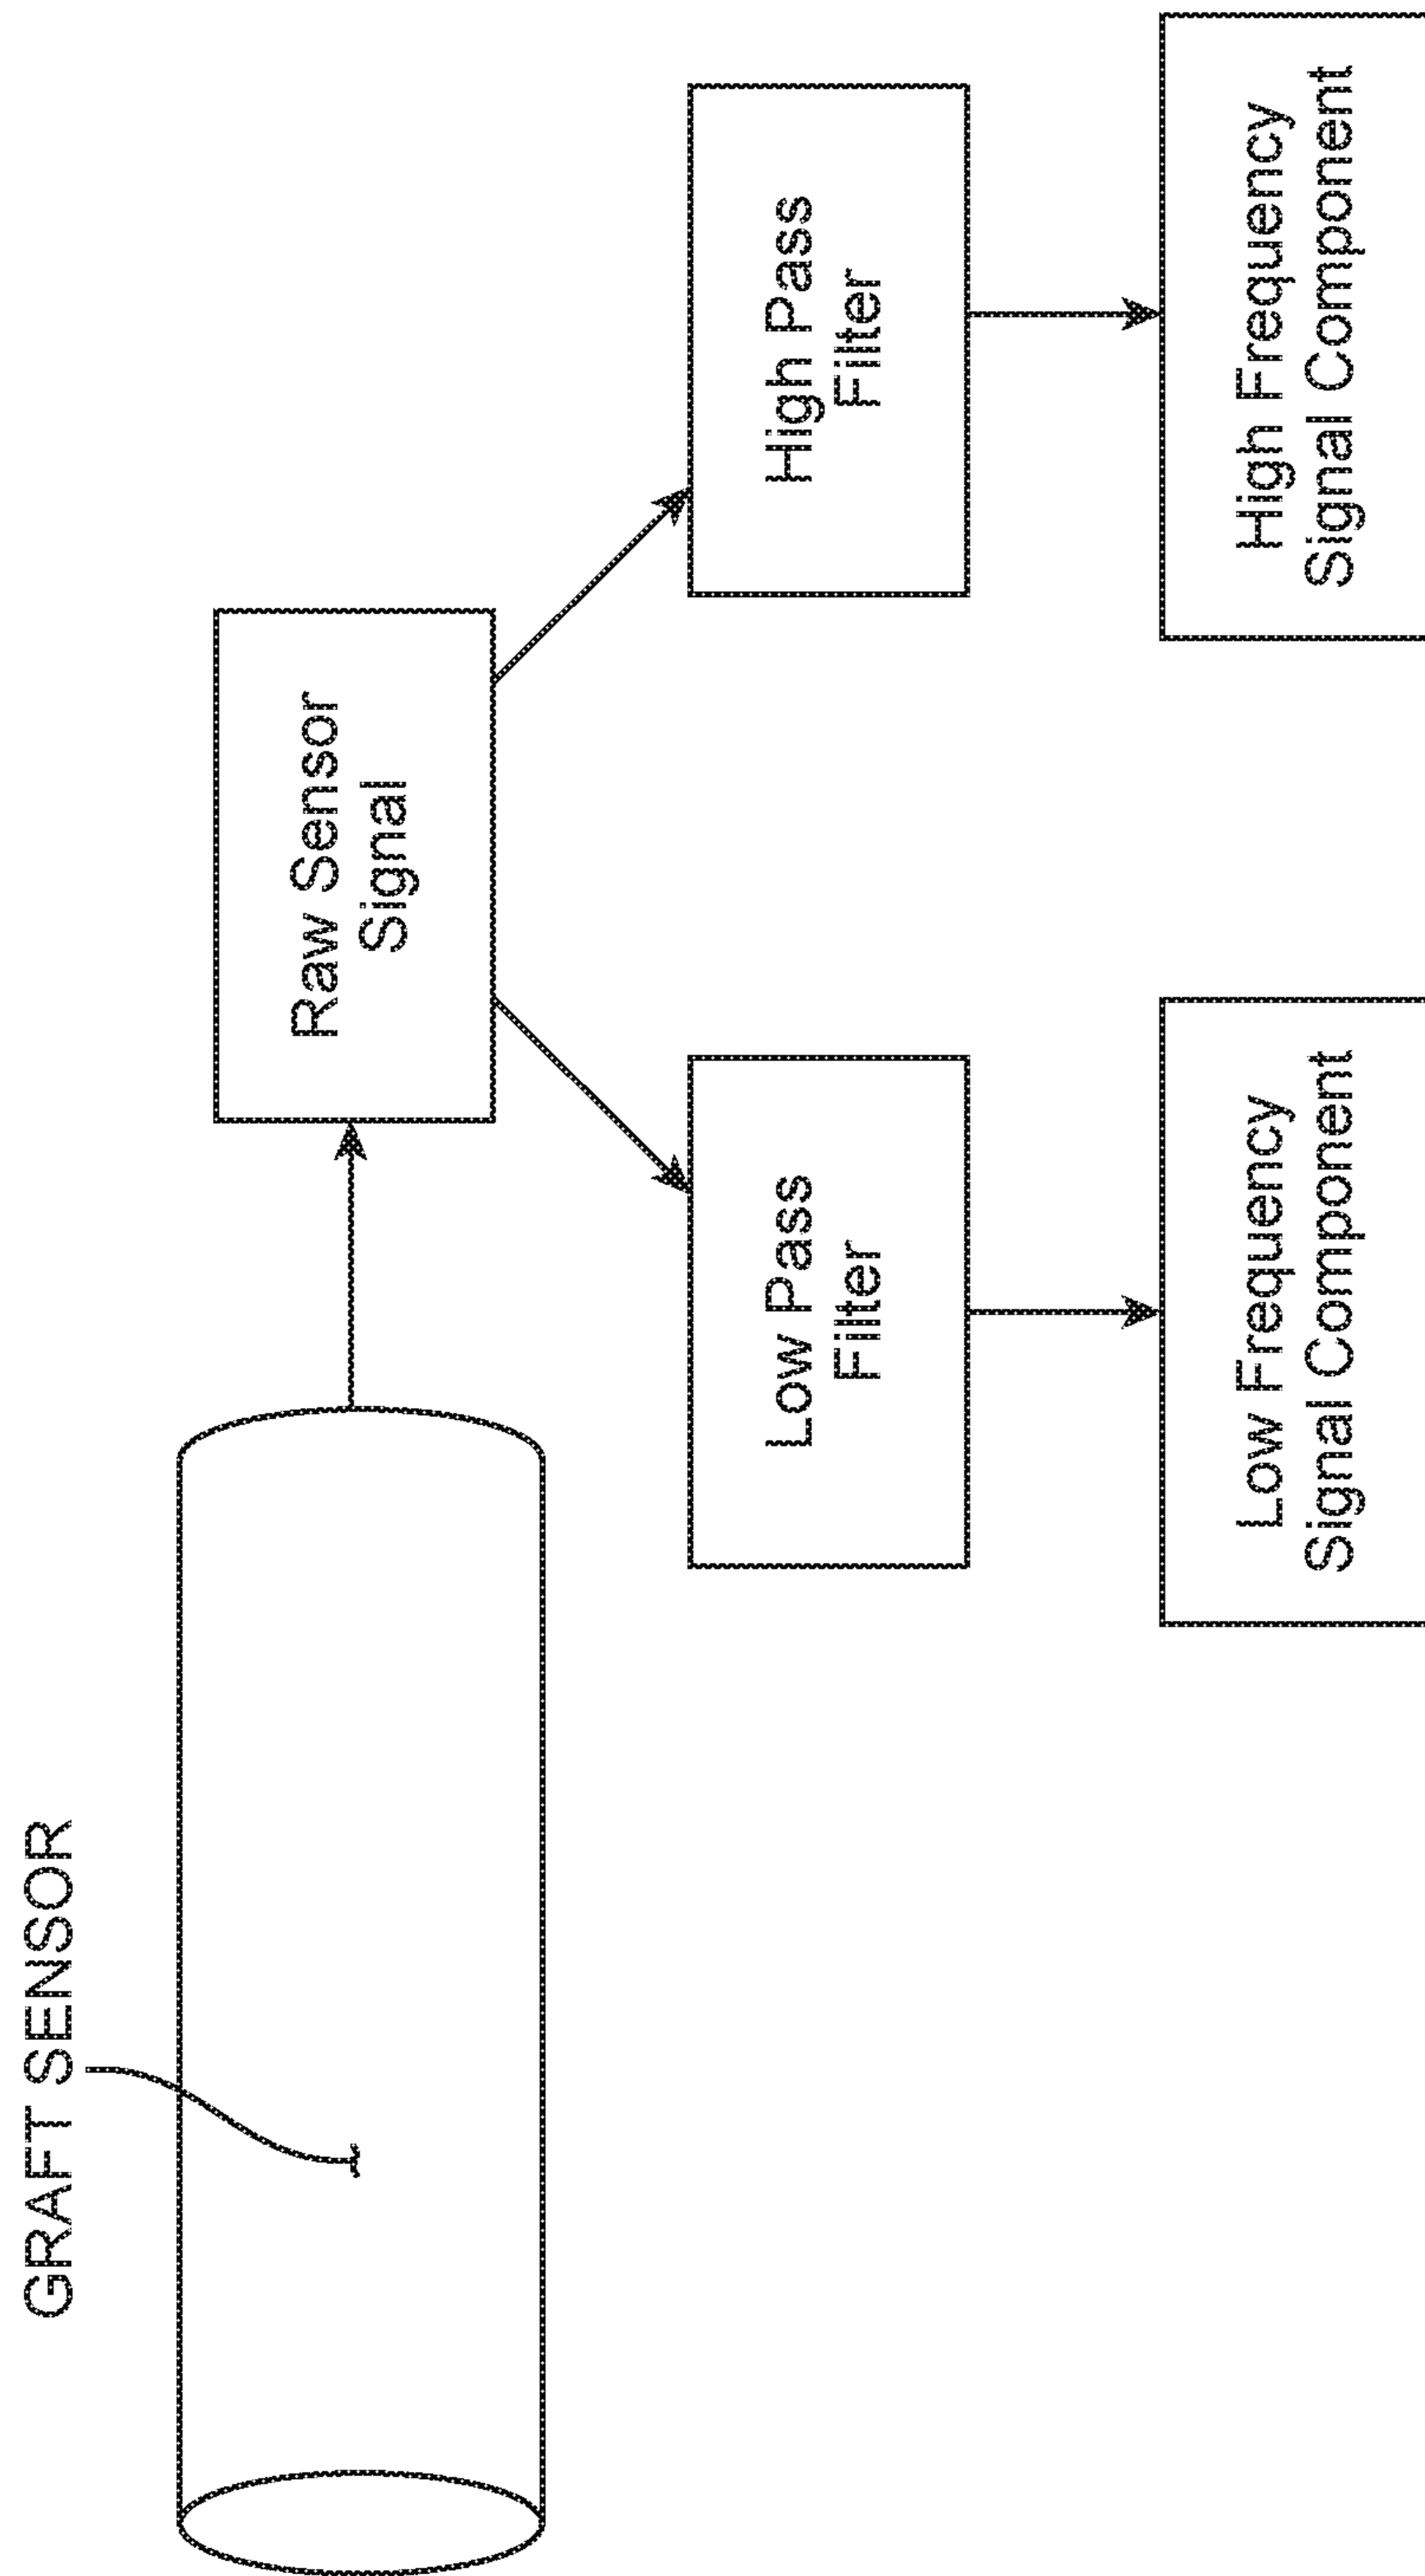 GRAFT SENSOR
Raw Sensor
Signal
Low Pass
Filter
High Pass
Filter
Low Frequency
Signal Component
High Frequency
Signal Component